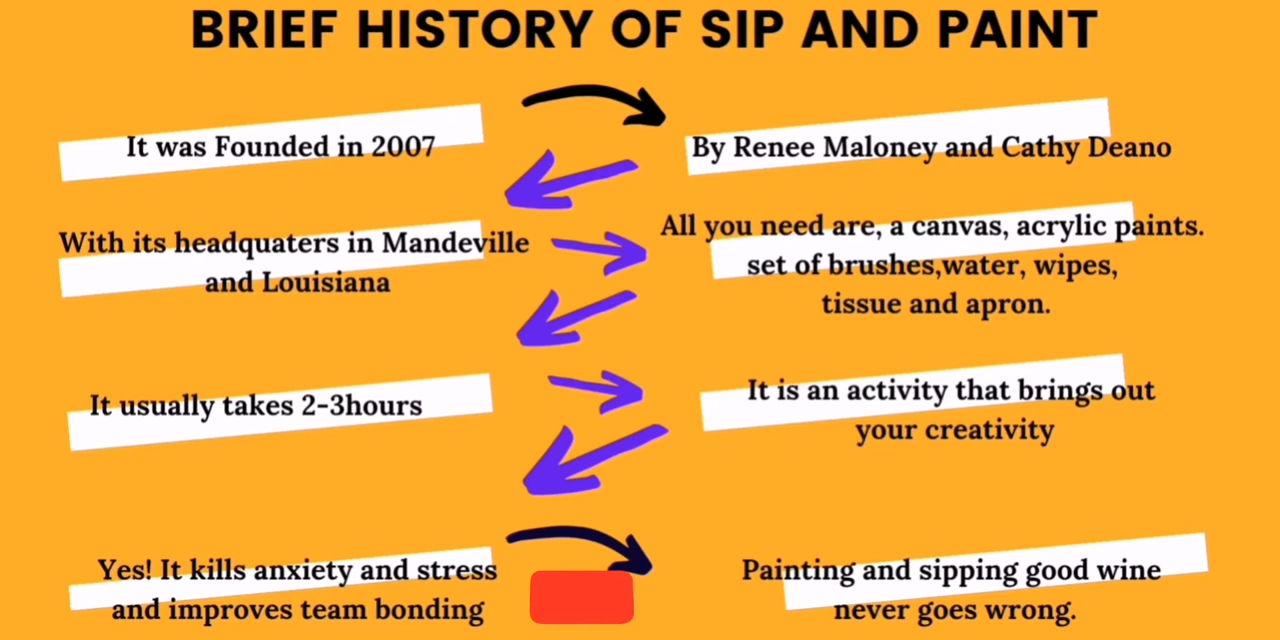 BRIEF HISTORY OF SIP AND PAINT
It was Founded in 2007
By Renee Maloney and Cathy Deano
With its headquaters in Mandeville
and Louisiana
All you need are, a canvas, acrylic paints.
set of brushes,water, wipes,
tissue and apron.
It usually takes 2-3hours
It is an activity that brings out
your creativity
Yes! It kills anxiety and stress
and improves team bonding
Painting and sipping good wine
never goes wrong.